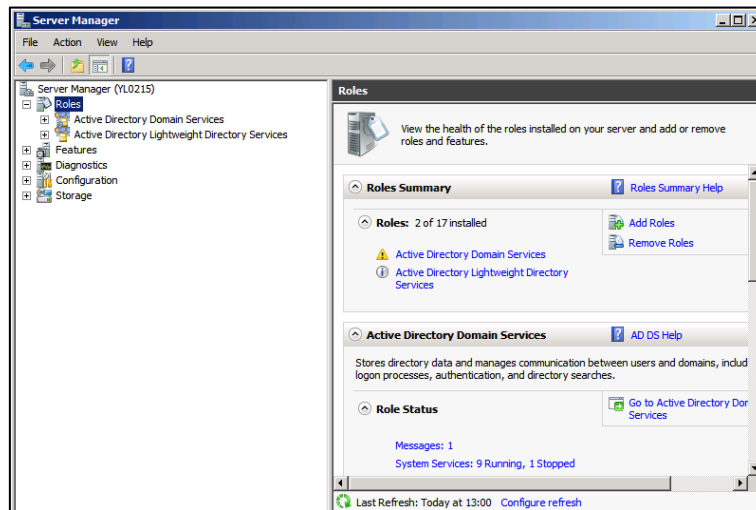 Server Manager
File Action View Help
Server Manager (YL0215)
Roles
Active Directory Domain Services
Active Directory Lightweight Directory Services
Features
Diagnostics
Configuration
Storage
Roles
View the health of the roles installed on your server and add or remove
roles and features.
Roles Summary
Roles Summary Help
Roles: 2 of 17 installed
Add Roles
Remove Roles
Active Directory Domain Services
Active Directory Lightweight Directory
Services
Active Directory Domain Services
AD DS Help
Stores directory data and manages communication between users and domains, includ
logon processes, authentication, and directory searches.
Role Status
Go to Active Directory Dor
Services
Messages: 1
System Services: 9 Running, 1 Stopped
Last Refresh: Today at 13:00 Configure refresh